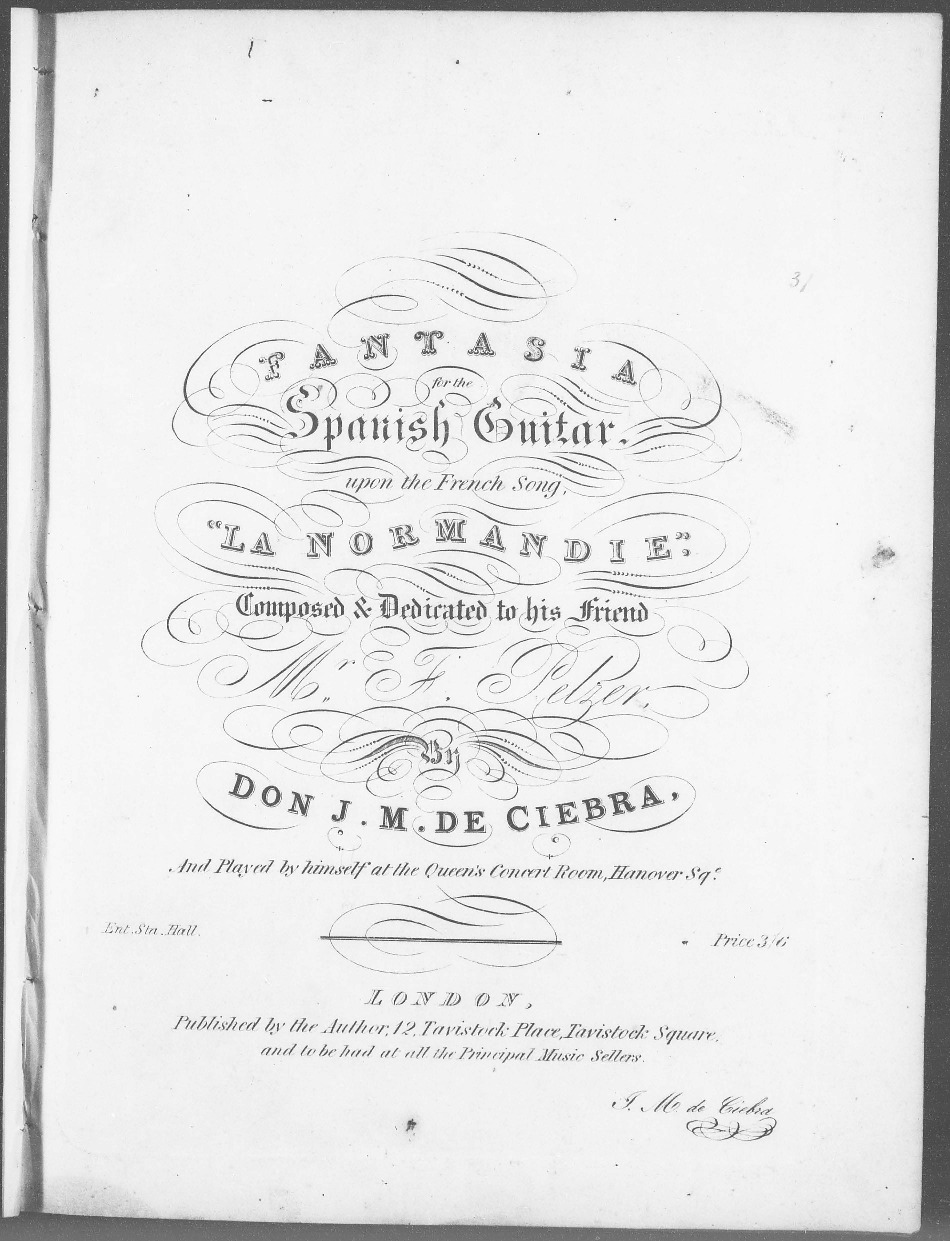 3/
FANTASIA
for the
Spanish Guitar.
upon the French Song,
"LA NORMANDIE".
Composed & Dedicated to his Friend
Mr. F. Pelzer,
By
DON J. M. DE CIEBRA,
And Played by himself at the Queen's Concert Room, Hanover Sqe.
Ent. Sta. Hall.
Price 3/6
LONDON,
Published by the Author, 12, Tavistock Place, Tavistock Square,
and to be had at all the Principal Music Sellers.
J. M. de Ciebra